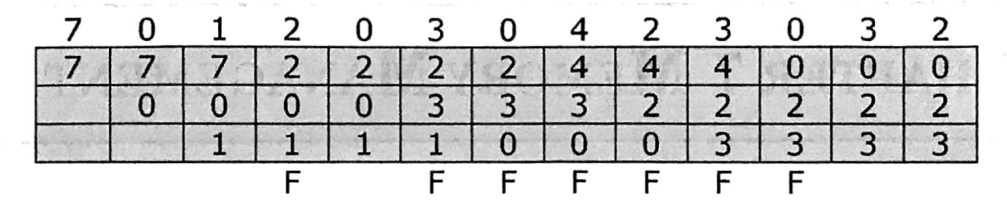 7 0 1 2 0 3 0 4 2 3 0 3 2
7 7 7 2 2 2 2 4 4 4 0 0 0
0 0 0 0 3 3 3 2 2 2 2 2
1 1 1 1 0 0 0 3 3 3 3
F F F F F F F